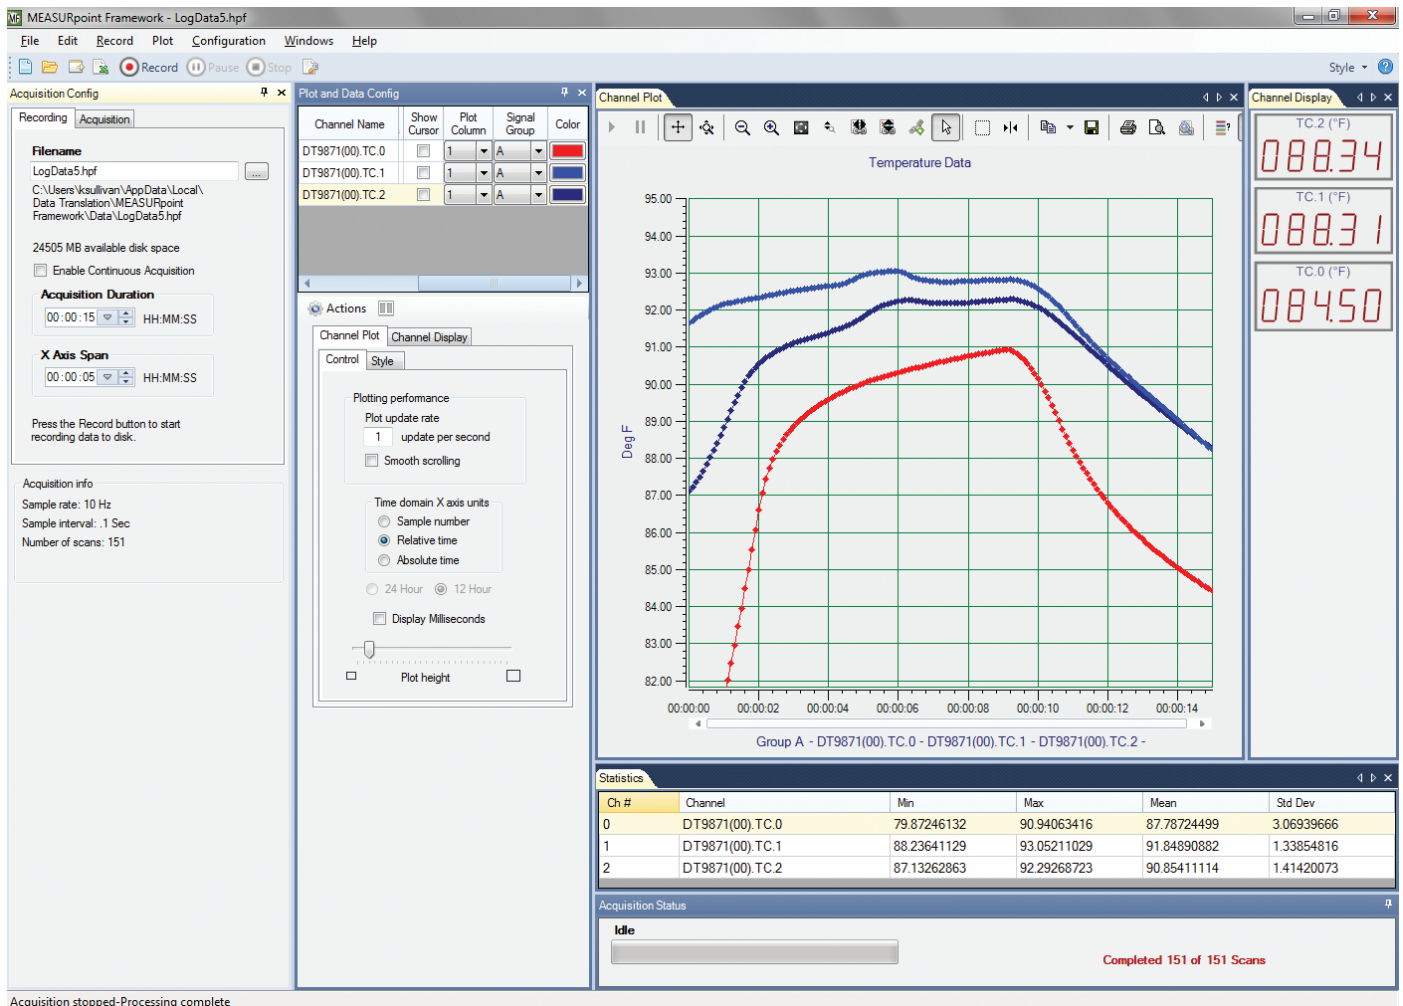 MF MEASURpoint Framework - LogData5.hpf
File Edit Record Plot Configuration Windows Help
Record Pause Stop Style
Acquisition Config
Recording Acquisition
Filename
LogData5.hpf ...
C:\Users\ksullivan\AppData\Local\
Data Translation\MEASURpoint
Framework\Data\LogData5.hpf
24505 MB available disk space
Enable Continuous Acquisition
Acquisition Duration
00:00:15 HH:MM:SS
X Axis Span
00:00:05 HH:MM:SS
Press the Record button to start
recording data to disk.
Acquisition info
Sample rate: 10 Hz
Sample interval: .1 Sec
Number of scans: 151
Plot and Data Config
Channel Name Show Cursor Plot Column Signal Group Color
DT9871(00).TC.0 1 A
DT9871(00).TC.1 1 A
DT9871(00).TC.2 1 A
Actions
Channel Plot Channel Display
Control Style
Plotting performance
Plot update rate
1 update per second
Smooth scrolling
Time domain X axis units
Sample number
Relative time
Absolute time
24 Hour 12 Hour
Display Milliseconds
Plot height
Channel Plot
Temperature Data
95.00
94.00
93.00
92.00
91.00
90.00
89.00
88.00
87.00
86.00
85.00
84.00
83.00
82.00
Deg F
00:00:00 00:00:02 00:00:04 00:00:06 00:00:08 00:00:10 00:00:12 00:00:14
Group A - DT9871(00).TC.0 - DT9871(00).TC.1 - DT9871(00).TC.2 -
Channel Display
TC.2 (°F)
088.34
TC.1 (°F)
088.31
TC.0 (°F)
084.50
Statistics
Ch # Channel Min Max Mean Std Dev
0 DT9871(00).TC.0 79.87246132 90.94063416 87.78724499 3.06939666
1 DT9871(00).TC.1 88.23641129 93.05211029 91.84890882 1.33854816
2 DT9871(00).TC.2 87.13262863 92.29268723 90.85411114 1.41420073
Acquisition Status
Idle
Completed 151 of 151 Scans
Acquisition stopped-Processing complete